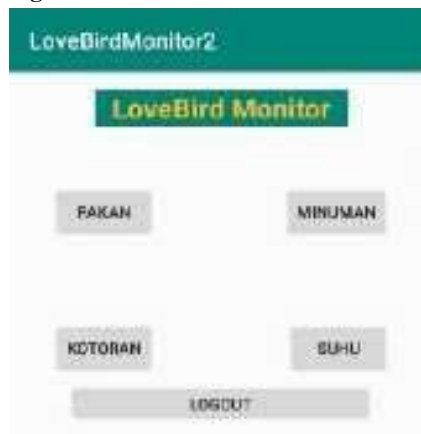 LoveBirdMonitor2
LoveBird Monitor
PAKAN MINUMAN
KOTORAN SUHU
LOGOUT